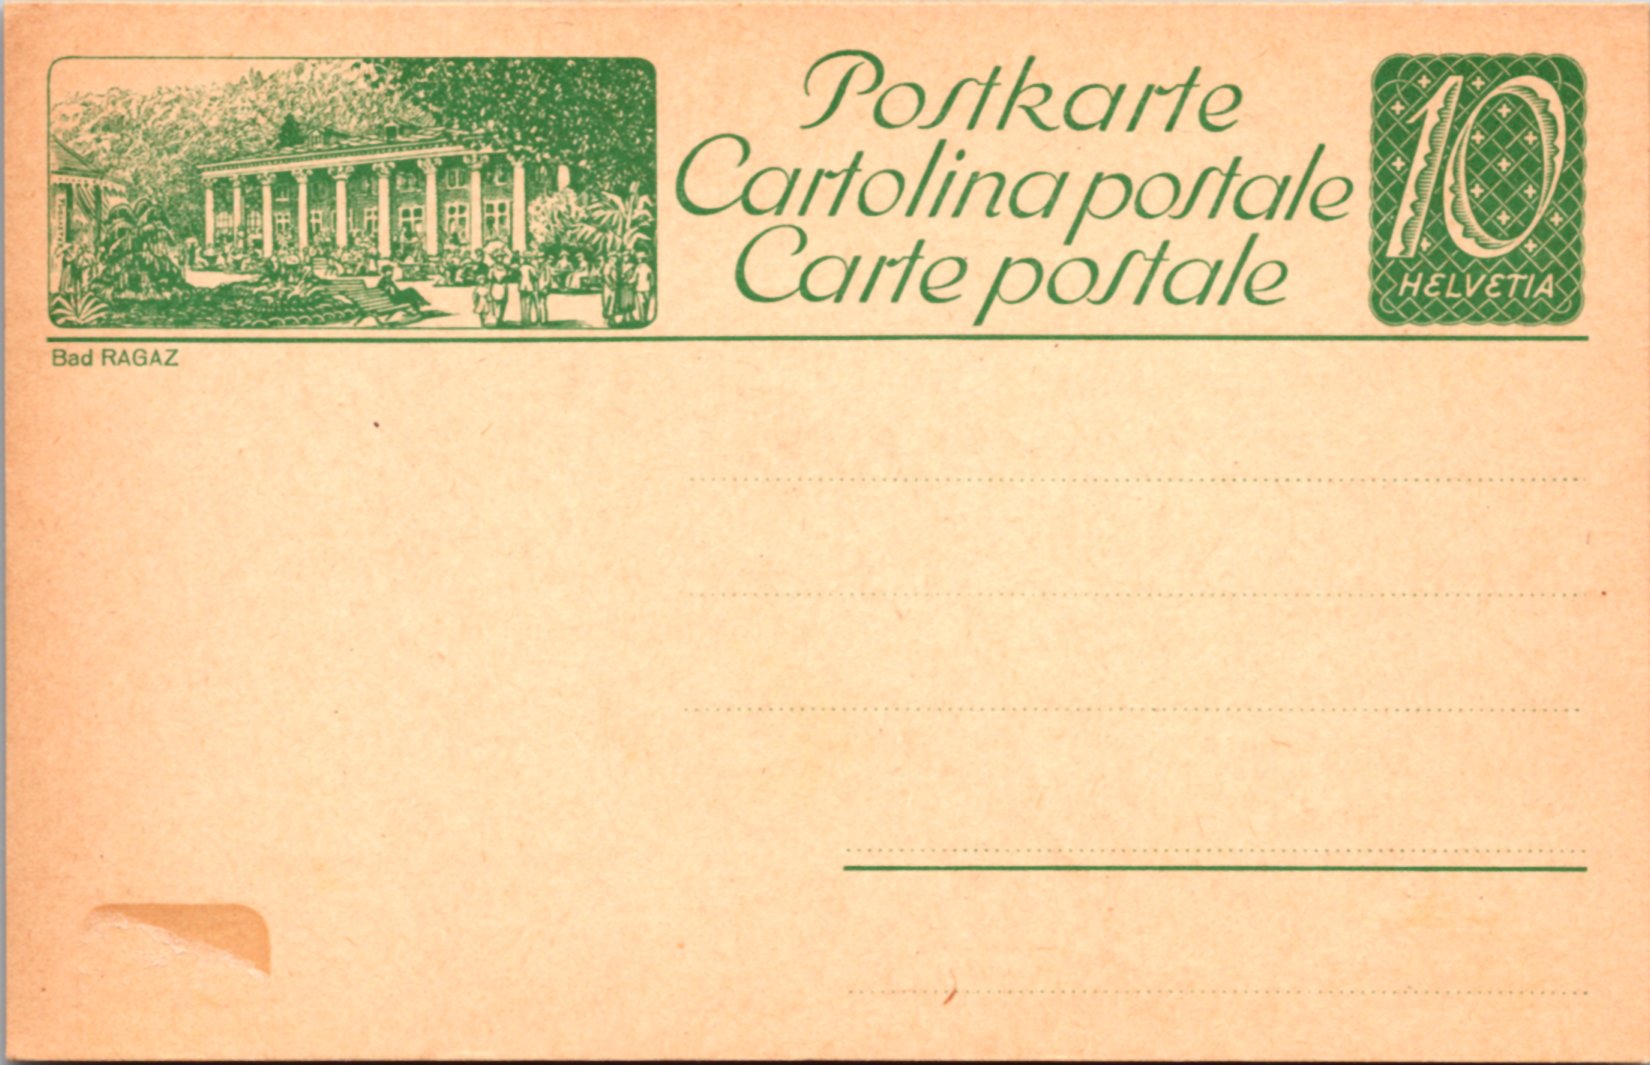 Postkarte
Cartolina postale
Carte postale
10
HELVETIA
Bad RAGAZ